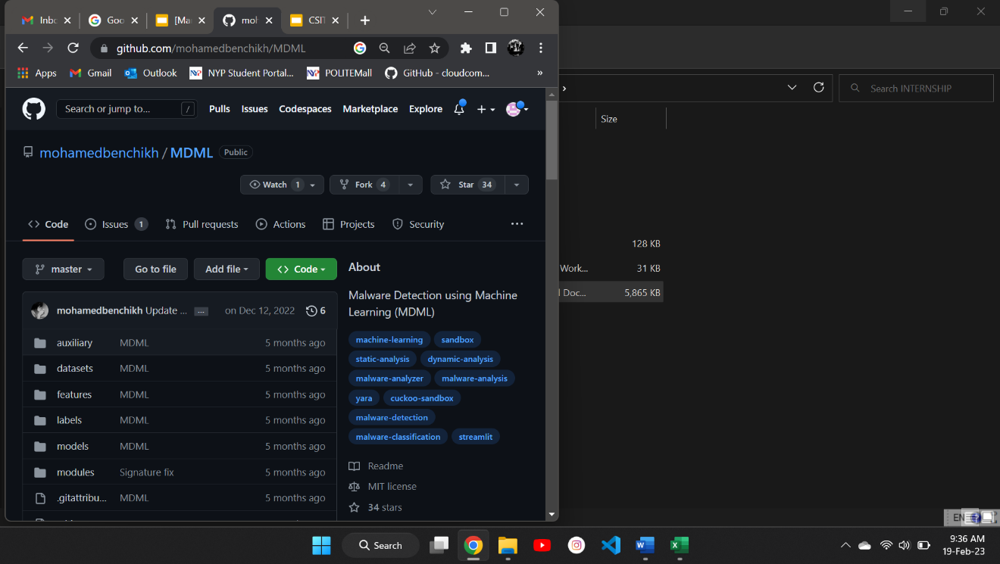 Inbc
Goo
[Ma
moh
CSIT
github.com/mohamedbenchikh/MDML
Apps
Gmail
Outlook
NYP Student Portal...
POLITEMall
GitHub - cloudcom...
»
Search or jump to...
/
Pulls
Issues
Codespaces
Marketplace
Explore
mohamedbenchikh / MDML
Public
Watch 1
Fork 4
Star 34
Code
Issues 1
Pull requests
Actions
Projects
Security
...
master
Go to file
Add file
Code
mohamedbenchikh Update ... ... on Dec 12, 2022 6
auxiliary MDML 5 months ago
datasets MDML 5 months ago
features MDML 5 months ago
labels MDML 5 months ago
models MDML 5 months ago
modules Signature fix 5 months ago
.gitattribu... MDML 5 months ago
About
Malware Detection using Machine
Learning (MDML)
machine-learning sandbox
static-analysis dynamic-analysis
malware-analyzer malware-analysis
yara cuckoo-sandbox
malware-detection
malware-classification streamlit
Readme
MIT license
34 stars
Search INTERNSHIP
Size
128 KB
Work... 31 KB
Doc... 5,865 KB
EN
Search
9:36 AM
19-Feb-23